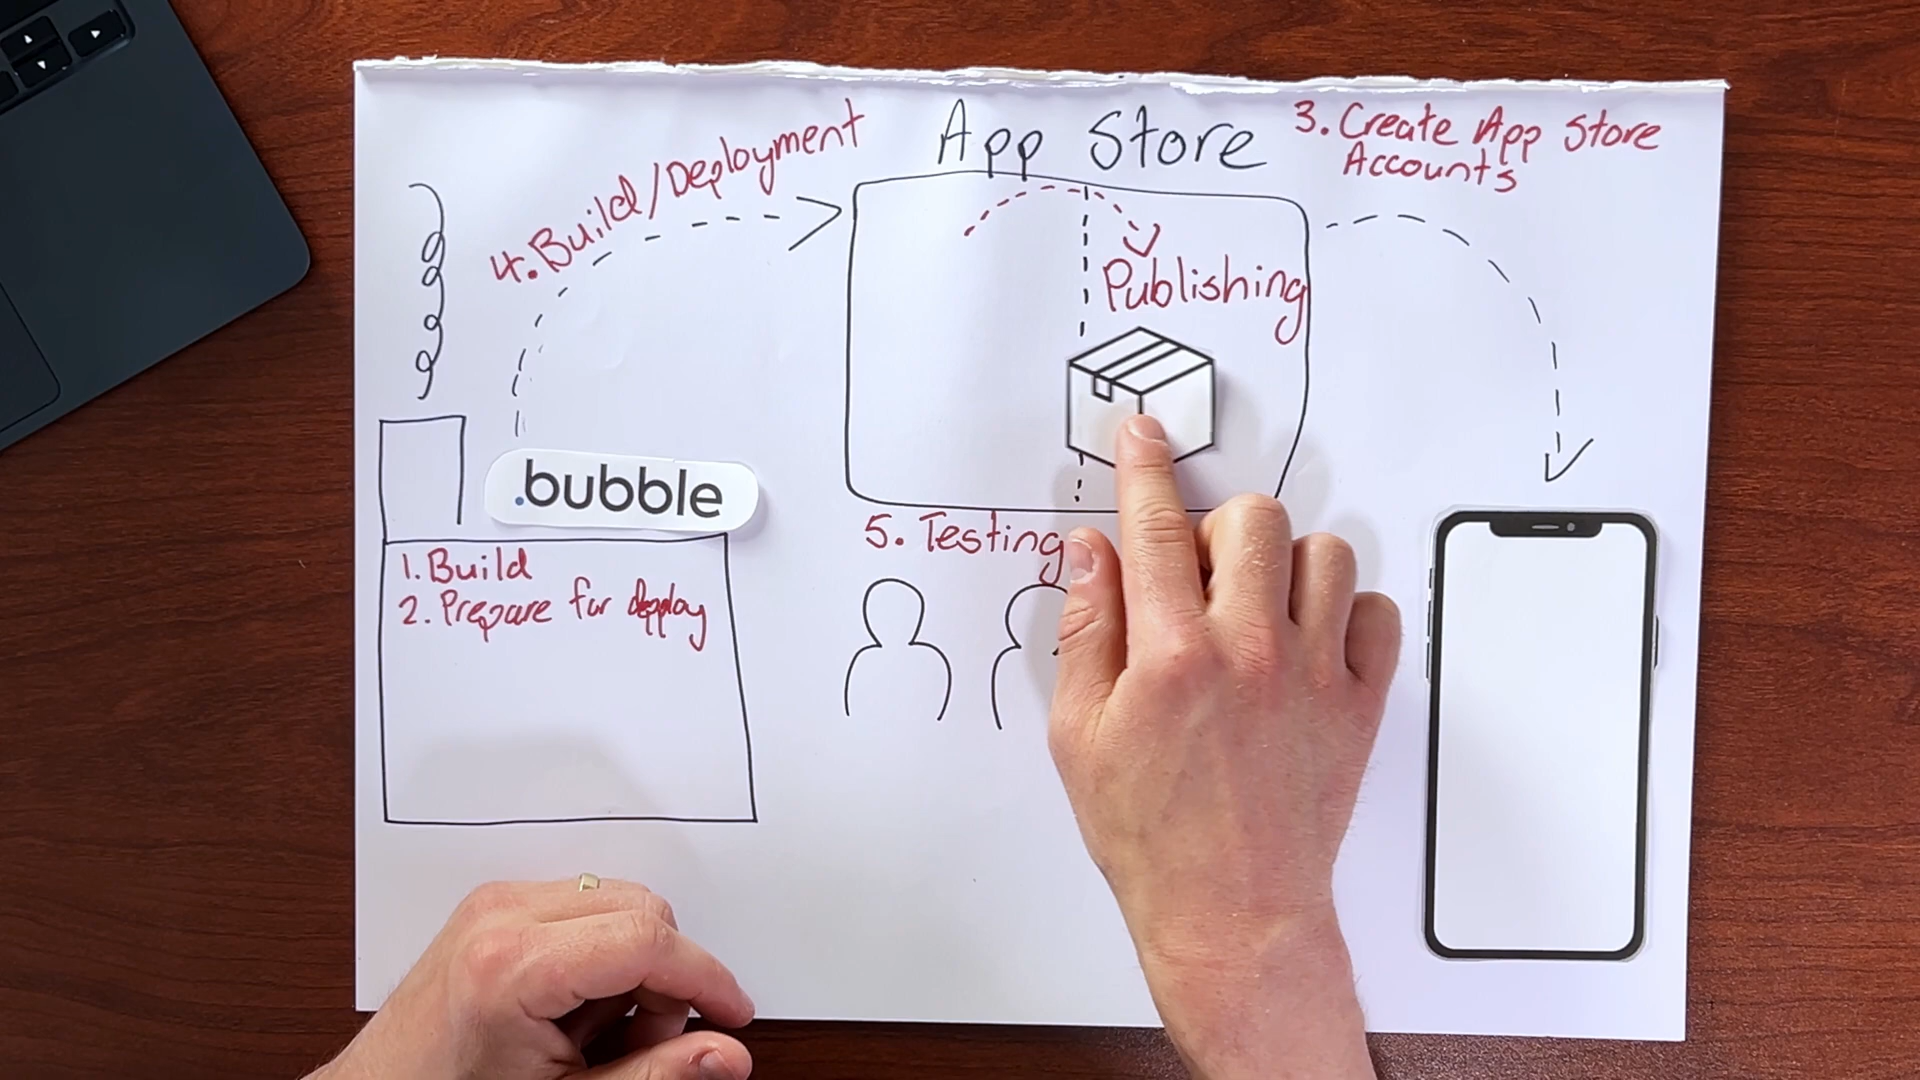 App Store
3. Create App Store
Accounts
4. Build/Deployment
Publishing
.bubble
5. Testing
1. Build
2. Prepare for deploy